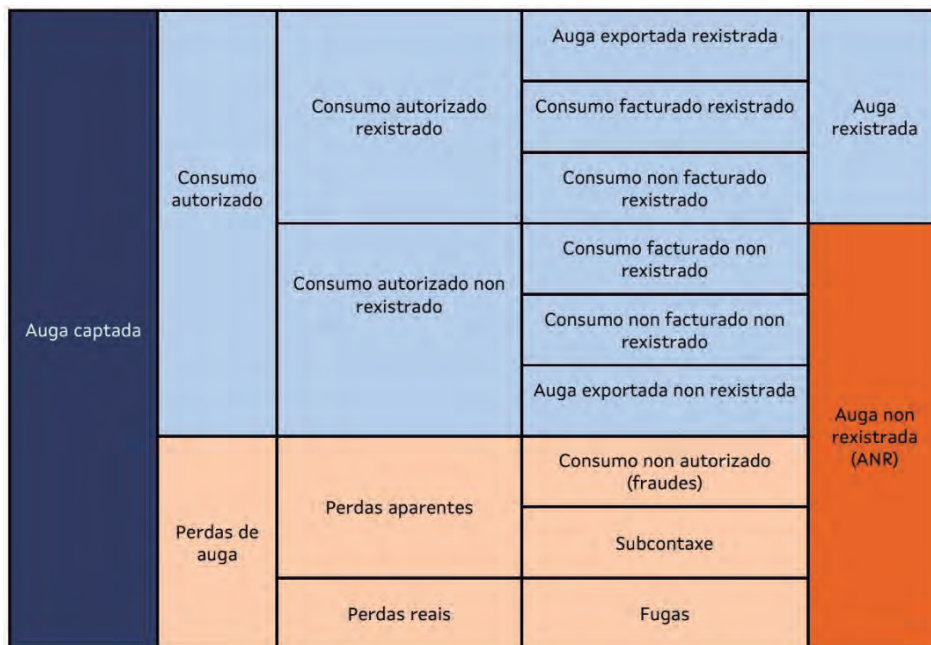 Auga captada
Consumo
autorizado
Consumo autorizado
rexistrado
Auga exportada rexistrada
Consumo facturado rexistrado
Consumo non facturado
rexistrado
Auga
rexistrada
Consumo autorizado non
rexistrado
Consumo facturado non
rexistrado
Consumo non facturado non
rexistrado
Auga exportada non rexistrada
Auga non
rexistrada
(ANR)
Perdas de
auga
Perdas aparentes
Consumo non autorizado
(fraudes)
Subcontaxe
Perdas reais
Fugas